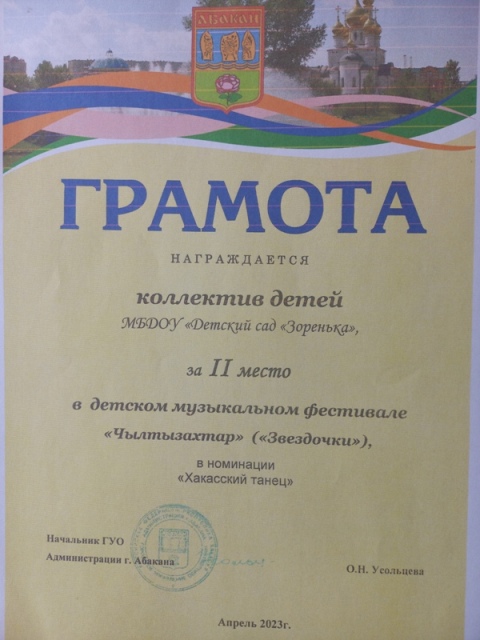 АБАКАН
ГРАМОТА
НАГРАЖДАЕТСЯ
коллектив детей
МБДОУ «Детский сад «Зоренька»,
за II место
в детском музыкальном фестивале
«Чылтызахтар» («Звездочки»),
в номинации
«Хакасский танец»
Начальник ГУО
Администрации г. Абакана
О.Н. Усольцева
Апрель 2023г.